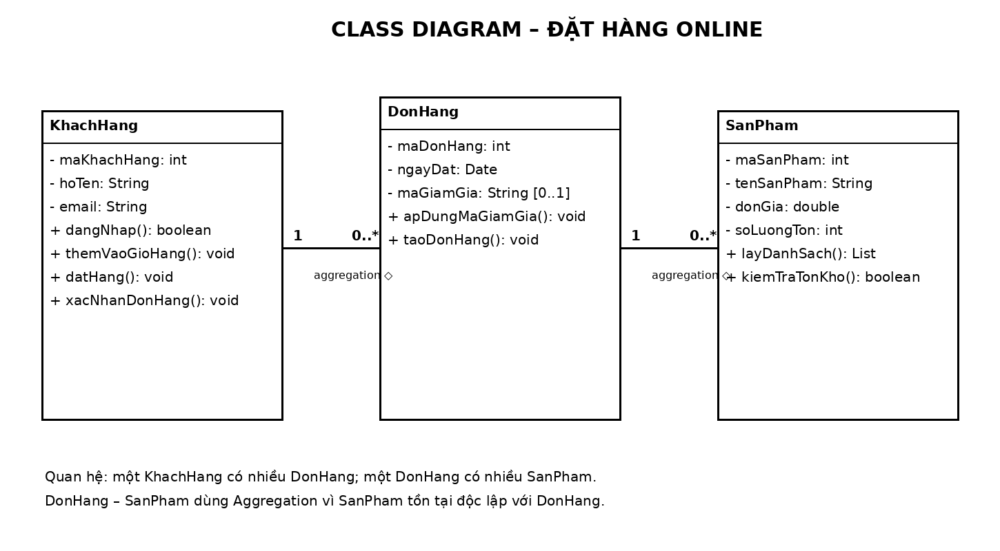 CLASS DIAGRAM – ĐẶT HÀNG ONLINE
KhachHang
- maKhachHang: int
- hoTen: String
- email: String
+ dangNhap(): boolean
+ themVaoGioHang(): void
+ datHang(): void
+ xacNhanDonHang(): void
1
0..*
aggregation ◇
DonHang
- maDonHang: int
- ngayDat: Date
- maGiamGia: String [0..1]
+ apDungMaGiamGia(): void
+ taoDonHang(): void
1
0..*
aggregation ◇
SanPham
- maSanPham: int
- tenSanPham: String
- donGia: double
- soLuongTon: int
+ layDanhSach(): List
+ kiemTraTonKho(): boolean
Quan hệ: một KhachHang có nhiều DonHang; một DonHang có nhiều SanPham.
DonHang – SanPham dùng Aggregation vì SanPham tồn tại độc lập với DonHang.